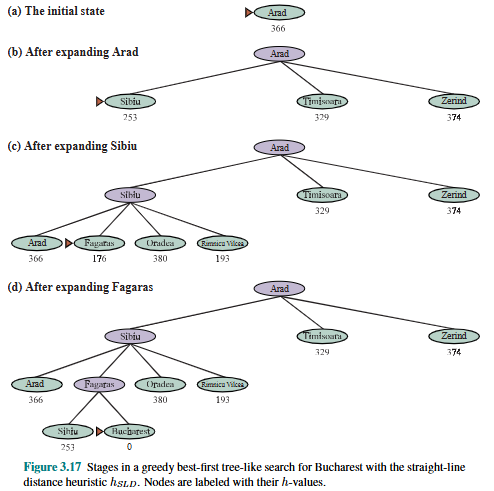 (a) The initial state
Arad
366
(b) After expanding Arad
Arad
Sibiu
Timisoara
Zerind
253
329
374
(c) After expanding Sibiu
Arad
Sibiu
Timisoara
Zerind
329
374
Arad
Fagaras
Oradea
Rimnicu Vilcea
366
176
380
193
(d) After expanding Fagaras
Arad
Sibiu
Timisoara
Zerind
329
374
Arad
Fagaras
Oradea
Rimnicu Vilcea
366
380
193
Sibiu
Bucharest
253
0
Figure 3.17 Stages in a greedy best-first tree-like search for Bucharest with the straight-line
distance heuristic hSLD. Nodes are labeled with their h-values.